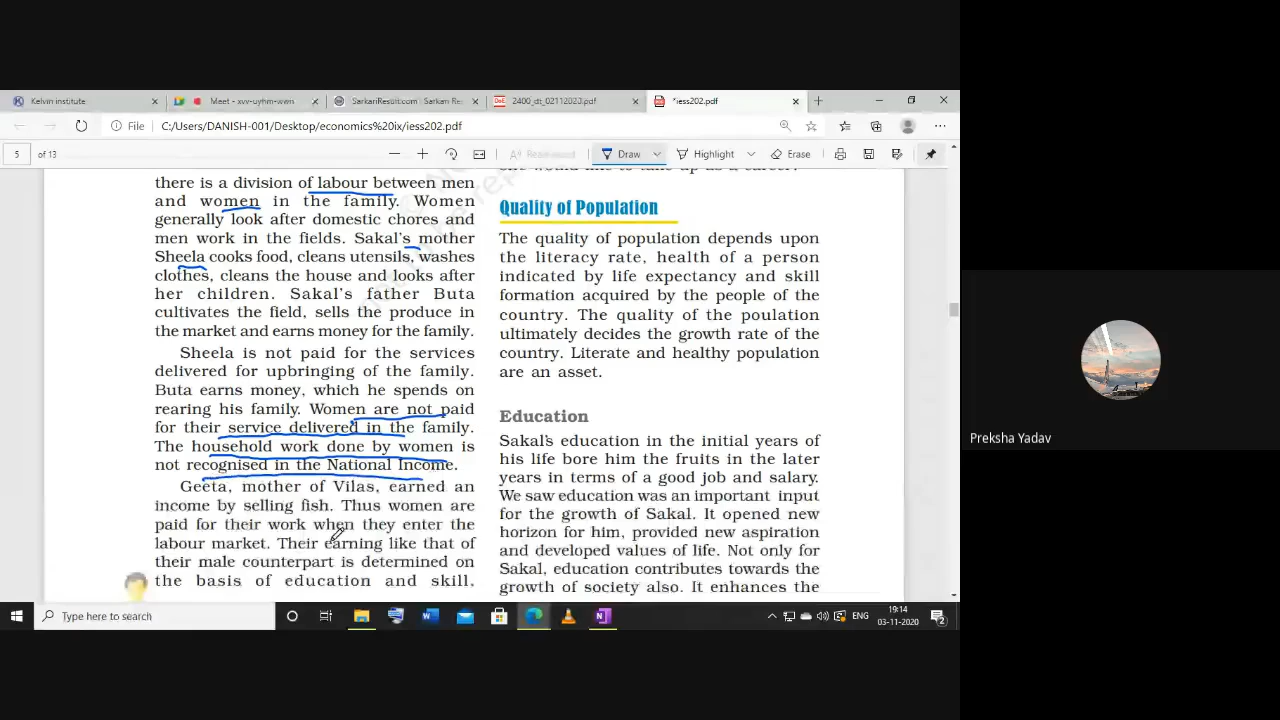 Kelvin institute
Meet - xvv-uyhm-wwn
SarkariResult.com : Sarkari Re
2400_dt_02112020.pdf
*iess202.pdf
File C:/Users/DANISH-001/Desktop/economics%20ix/iess202.pdf
5 of 13
Draw
Highlight
Erase
there is a division of labour between men
and women in the family. Women
generally look after domestic chores and
men work in the fields. Sakal's mother
Sheela cooks food, cleans utensils, washes
clothes, cleans the house and looks after
her children. Sakal's father Buta
cultivates the field, sells the produce in
the market and earns money for the family.
Sheela is not paid for the services
delivered for upbringing of the family.
Buta earns money, which he spends on
rearing his family. Women are not paid
for their service delivered in the family.
The household work done by women is
not recognised in the National Income.
Geeta, mother of Vilas, earned an
income by selling fish. Thus women are
paid for their work when they enter the
labour market. Their earning like that of
their male counterpart is determined on
the basis of education and skill.
she would like to take up as a career?
Quality of Population
The quality of population depends upon
the literacy rate, health of a person
indicated by life expectancy and skill
formation acquired by the people of the
country. The quality of the poulation
ultimately decides the growth rate of the
country. Literate and healthy population
are an asset.
Education
Sakal's education in the initial years of
his life bore him the fruits in the later
years in terms of a good job and salary.
We saw education was an important input
for the growth of Sakal. It opened new
horizon for him, provided new aspiration
and developed values of life. Not only for
Sakal, education contributes towards the
growth of society also. It enhances the
Type here to search
ENG
19:14
03-11-2020
2
Preksha Yadav